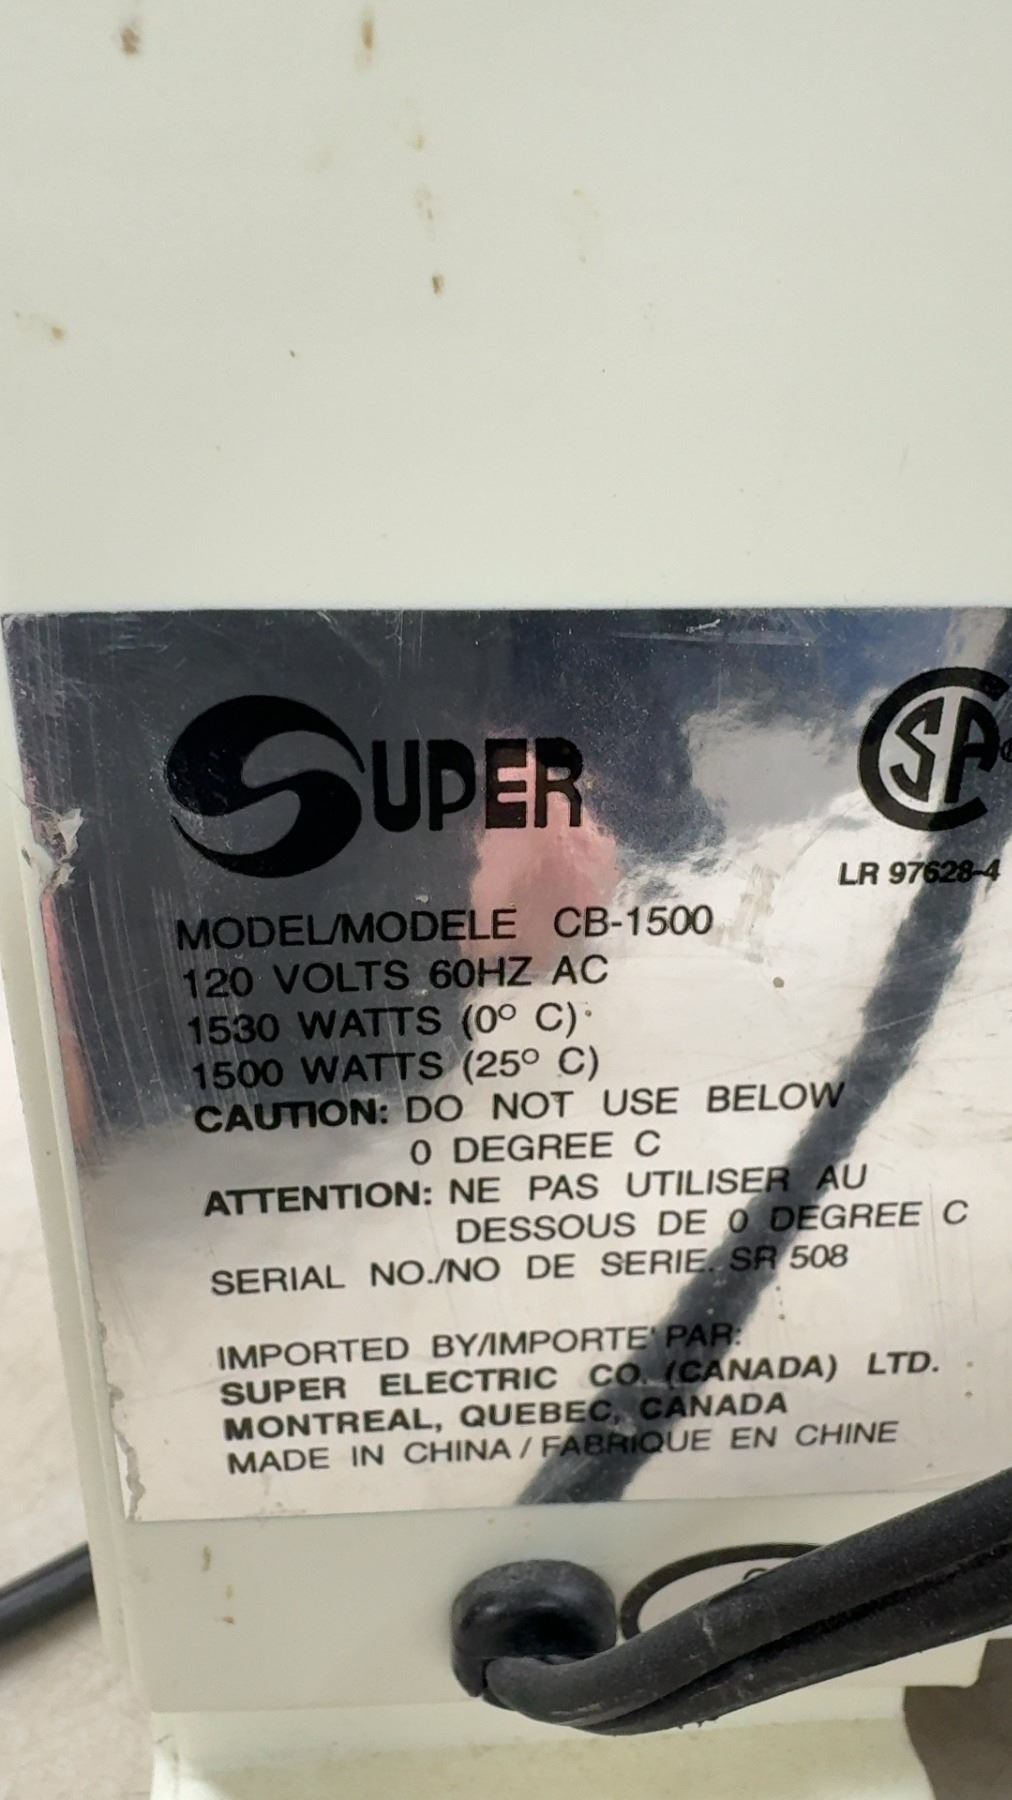 SUPER
CSA®
LR 97628-4
MODEL/MODELE CB-1500
120 VOLTS 60HZ AC
1530 WATTS (0° C)
1500 WATTS (25° C)
CAUTION: DO NOT USE BELOW
0 DEGREE C
ATTENTION: NE PAS UTILISER AU
DESSOUS DE 0 DEGREE C
SERIAL NO./NO DE SERIE. SR 508
IMPORTED BY/IMPORTE' PAR:
SUPER ELECTRIC CO. (CANADA) LTD.
MONTREAL, QUEBEC, CANADA
MADE IN CHINA / FABRIQUE EN CHINE